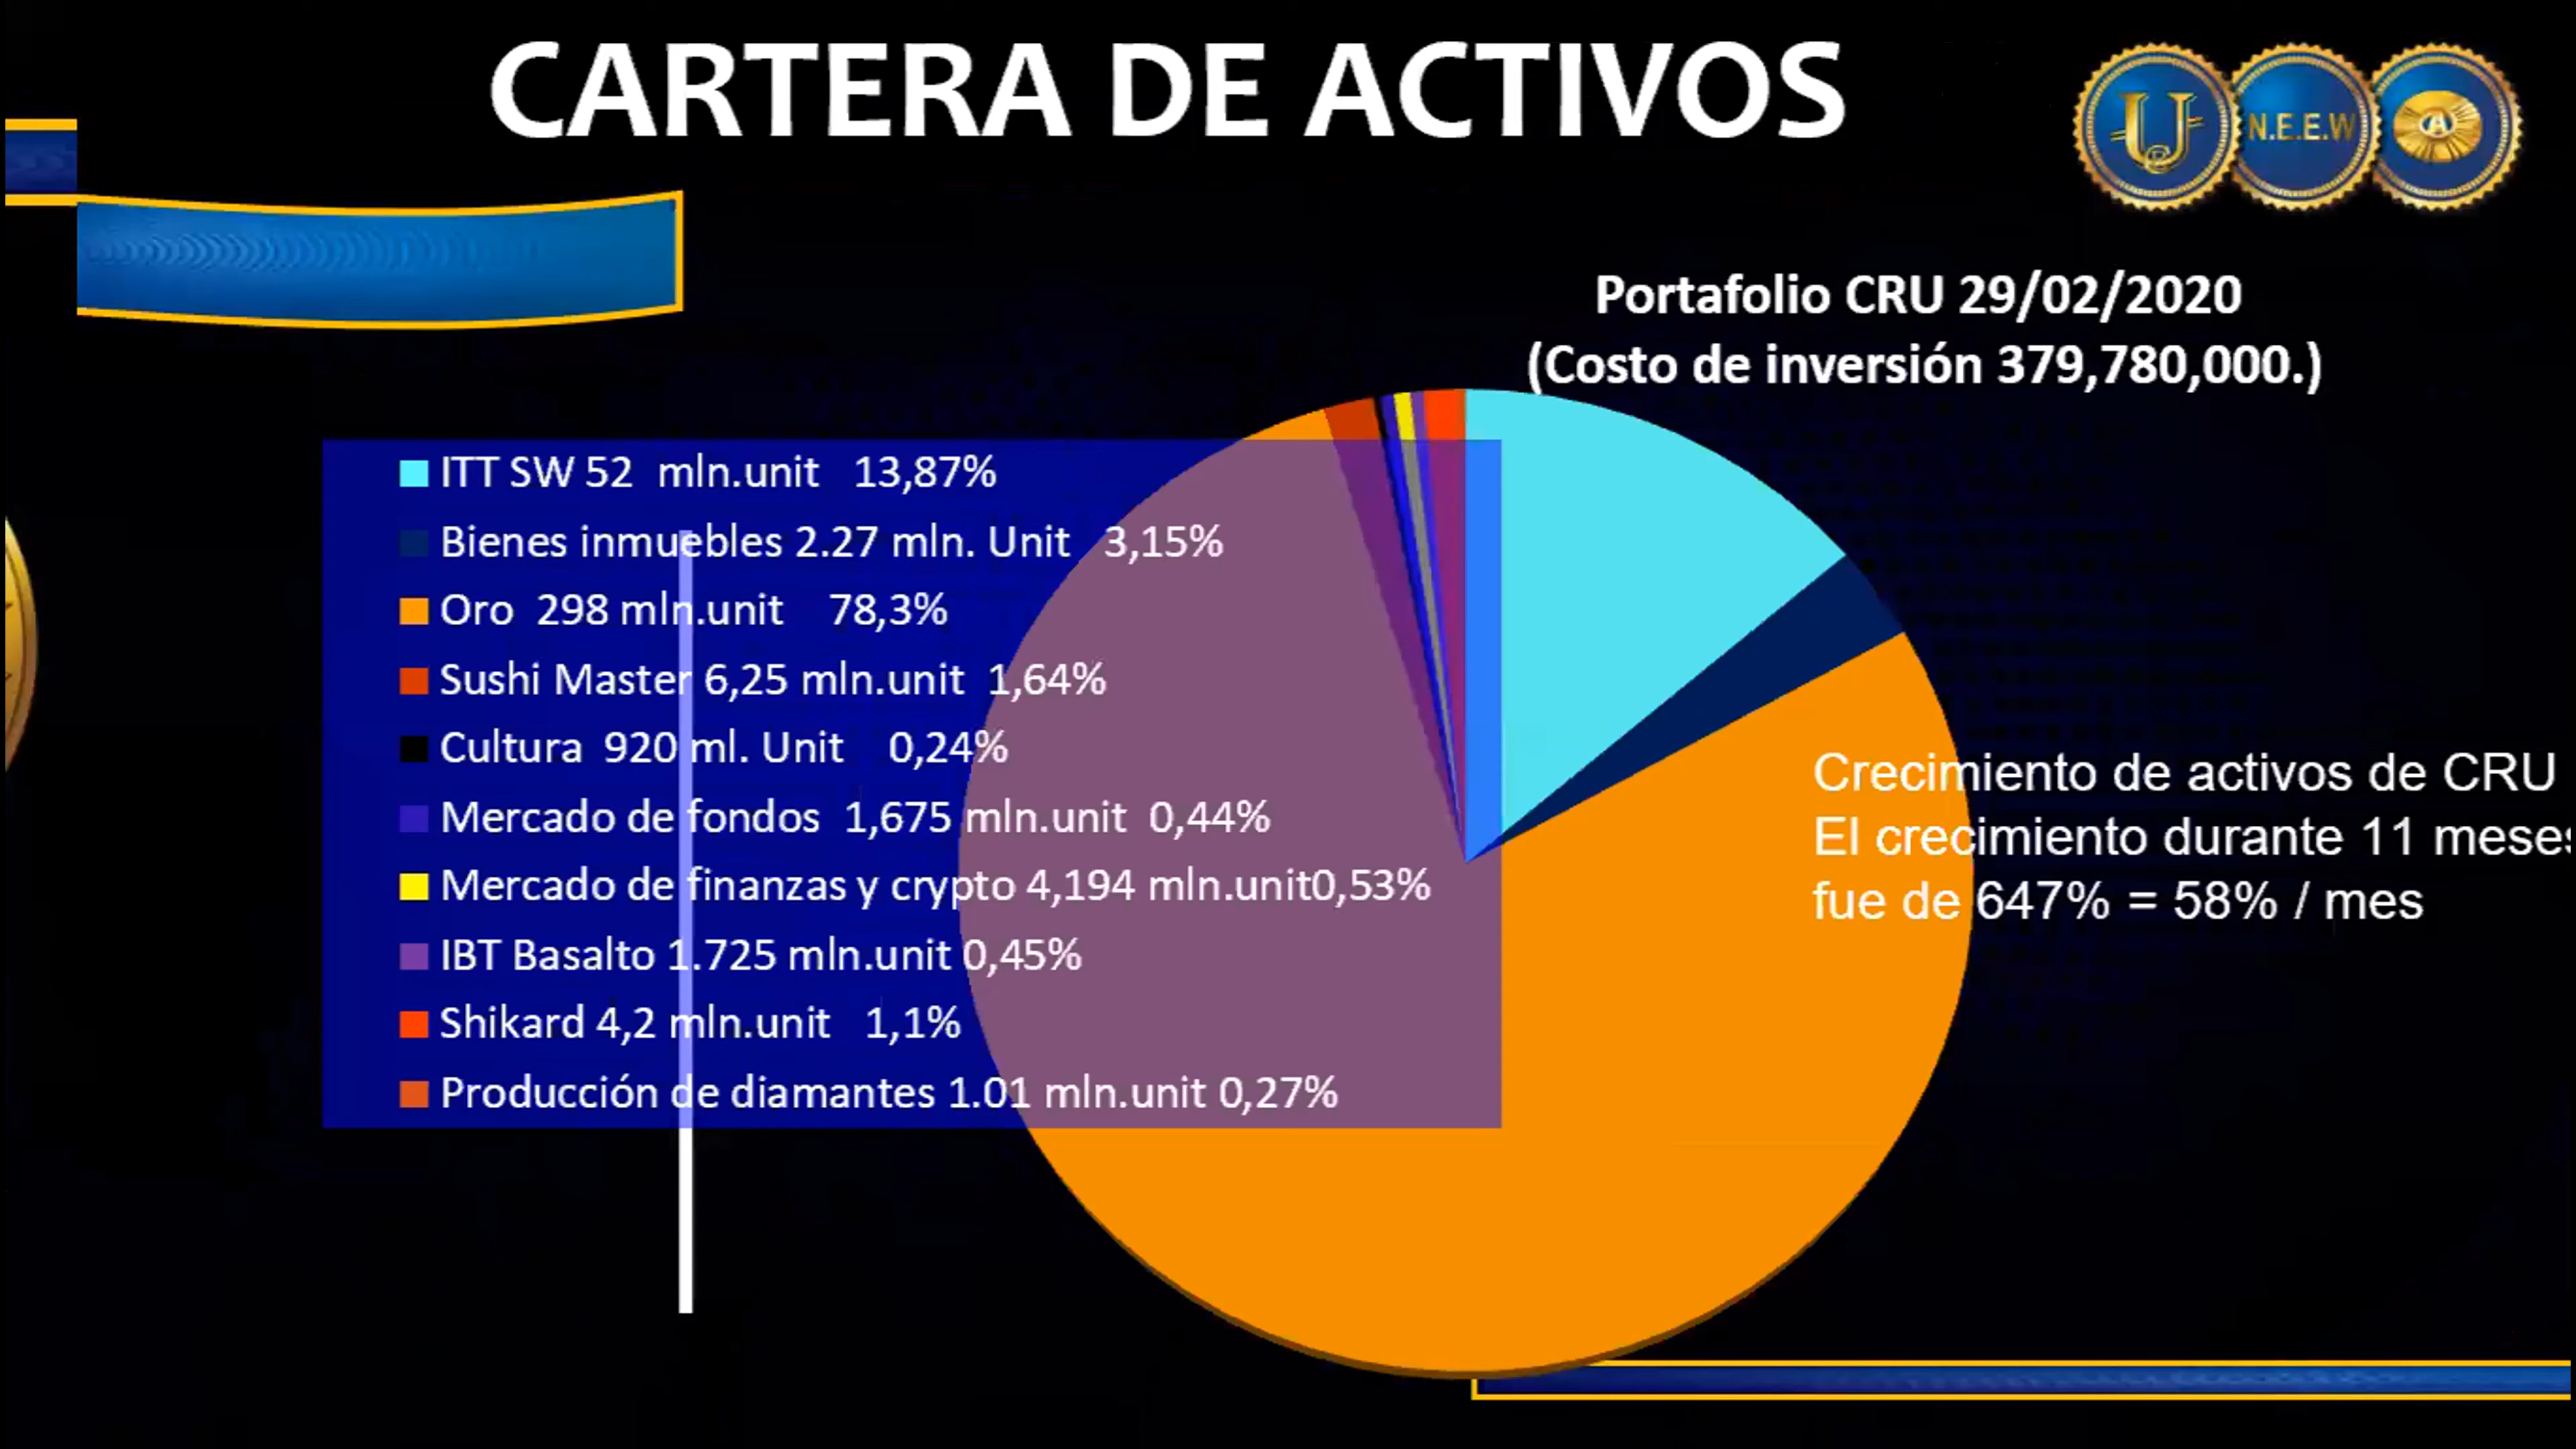 CARTERA DE ACTIVOS
N.E.E.W
A
Portafolio CRU 29/02/2020
(Costo de inversión 379,780,000.)
ITT SW 52 mln.unit 13,87%
Bienes inmuebles 2.27 mln. Unit 3,15%
Oro 298 mln.unit 78,3%
Sushi Master 6,25 mln.unit 1,64%
Cultura 920 ml. Unit 0,24%
Mercado de fondos 1,675 mln.unit 0,44%
Mercado de finanzas y crypto 4,194 mln.unit0,53%
IBT Basalto 1.725 mln.unit 0,45%
Shikard 4,2 mln.unit 1,1%
Producción de diamantes 1.01 mln.unit 0,27%
Crecimiento de activos de CRU
El crecimiento durante 11 meses
fue de 647% = 58% / mes